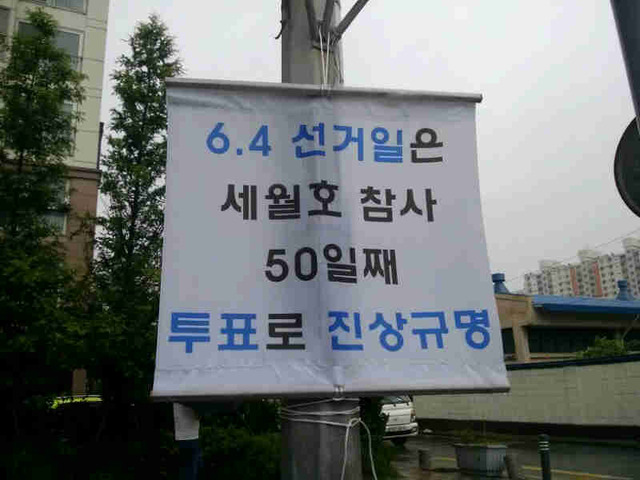 6.4 선거일은
세월호 참사
50일째
투표로 진상규명